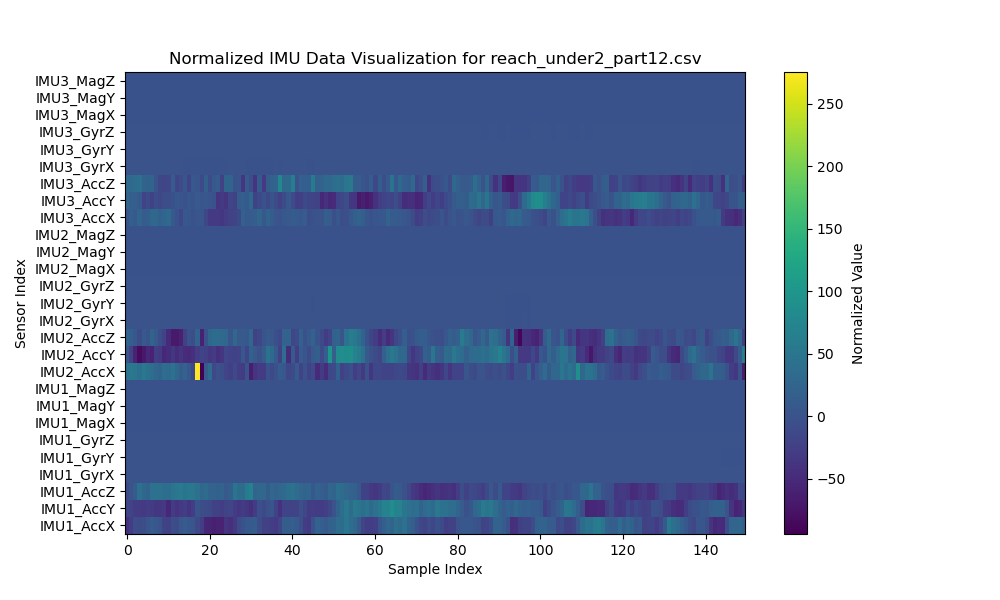 Normalized IMU Data Visualization for reach_under2_part12.csv
IMU3_MagZ
IMU3_MagY
IMU3_MagX
IMU3_GyrZ
IMU3_GyrY
IMU3_GyrX
IMU3_AccZ
IMU3_AccY
IMU3_AccX
IMU2_MagZ
IMU2_MagY
IMU2_MagX
IMU2_GyrZ
IMU2_GyrY
IMU2_GyrX
IMU2_AccZ
IMU2_AccY
IMU2_AccX
IMU1_MagZ
IMU1_MagY
IMU1_MagX
IMU1_GyrZ
IMU1_GyrY
IMU1_GyrX
IMU1_AccZ
IMU1_AccY
IMU1_AccX
Sensor Index
0 20 40 60 80 100 120 140
Sample Index
250
200
150
100
50
0
−50
Normalized Value